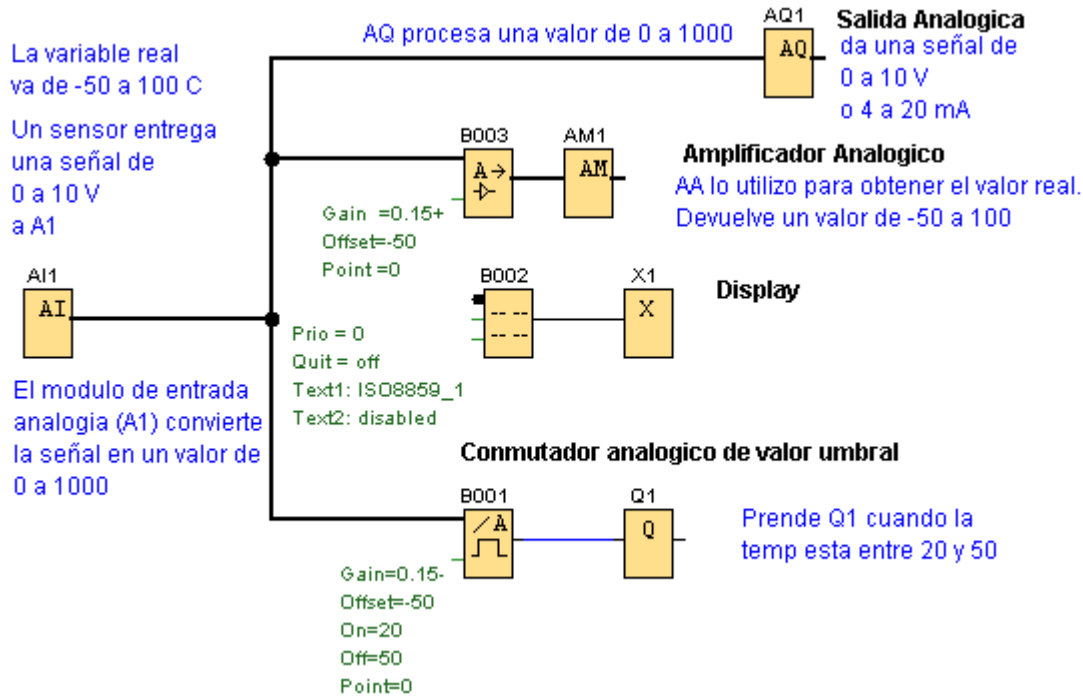 AQ1
Salida Analogica
AQ procesa una valor de 0 a 1000
AQ
da una señal de
0 a 10 V
o 4 a 20 mA
La variable real
va de -50 a 100 C
Un sensor entrega
una señal de
0 a 10 V
a A1
B003
AM1
A→
AM
Amplificador Analogico
AA lo utilizo para obtener el valor real.
Devuelve un valor de -50 a 100
Gain =0.15+
Offset=-50
Point =0
AI1
AI
B002
X1
X
Display
Prio = 0
Quit = off
Text1: ISO8859_1
Text2: disabled
El modulo de entrada
analogia (A1) convierte
la señal en un valor de
0 a 1000
Conmutador analogico de valor umbral
B001
Q1
/A
Q
Prende Q1 cuando la
temp esta entre 20 y 50
Gain=0.15-
Offset=-50
On=20
Off=50
Point=0